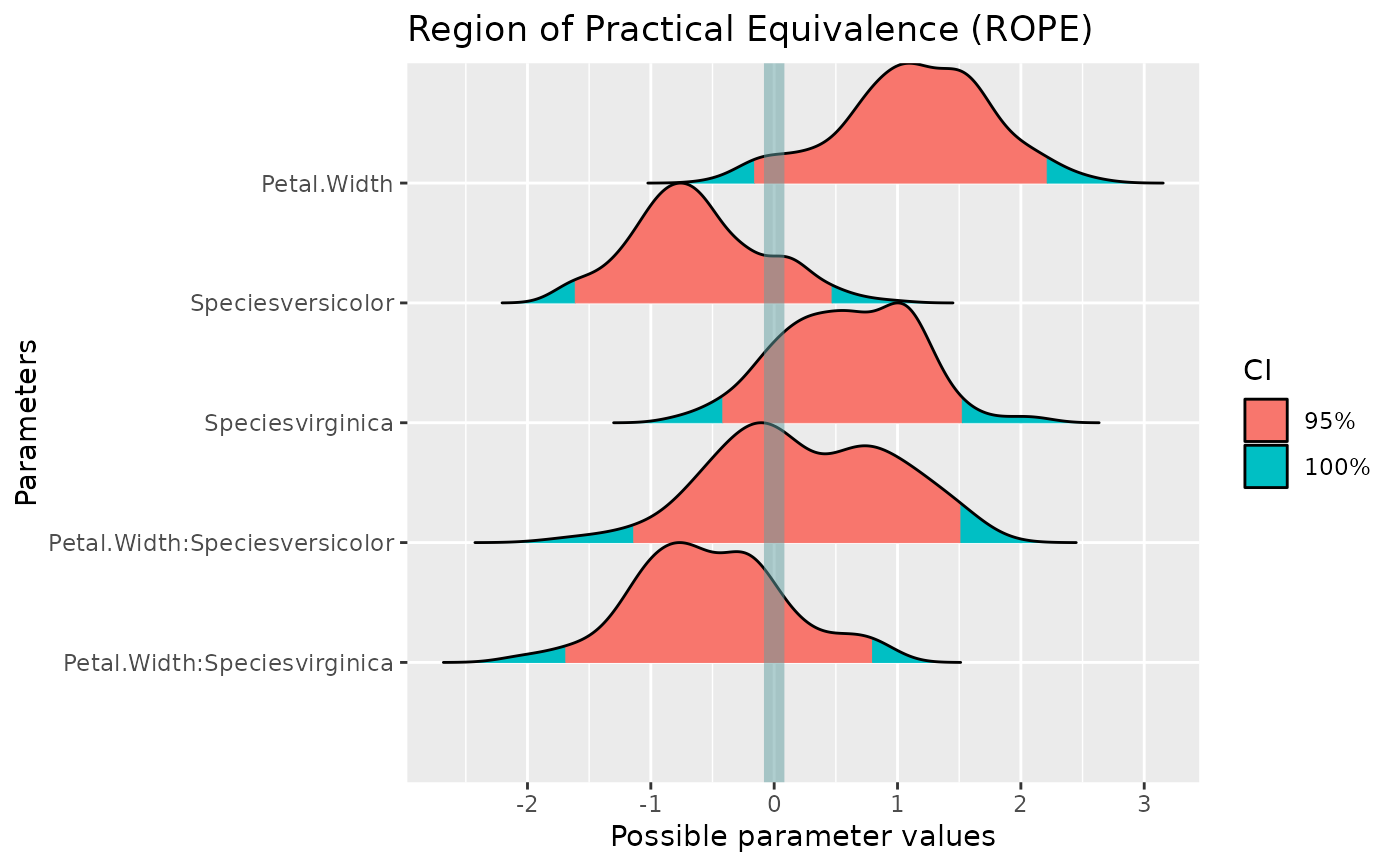 Region of Practical Equivalence (ROPE)
Parameters
Petal.Width
Speciesversicolor
Speciesvirginica
Petal.Width:Speciesversicolor
Petal.Width:Speciesvirginica
-2 -1 0 1 2 3
Possible parameter values
CI
95%
100%